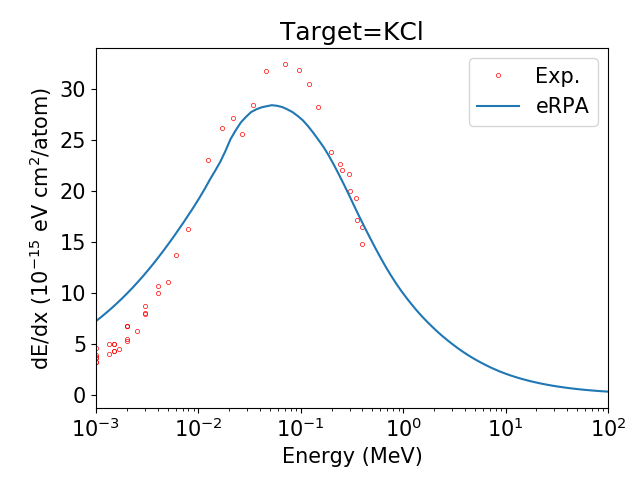 Target=KCl
Exp.
eRPA
dE/dx (10⁻¹⁵ eV cm²/atom)
30
25
20
15
10
5
0
10⁻³ 10⁻² 10⁻¹ 10⁰ 10¹ 10²
Energy (MeV)